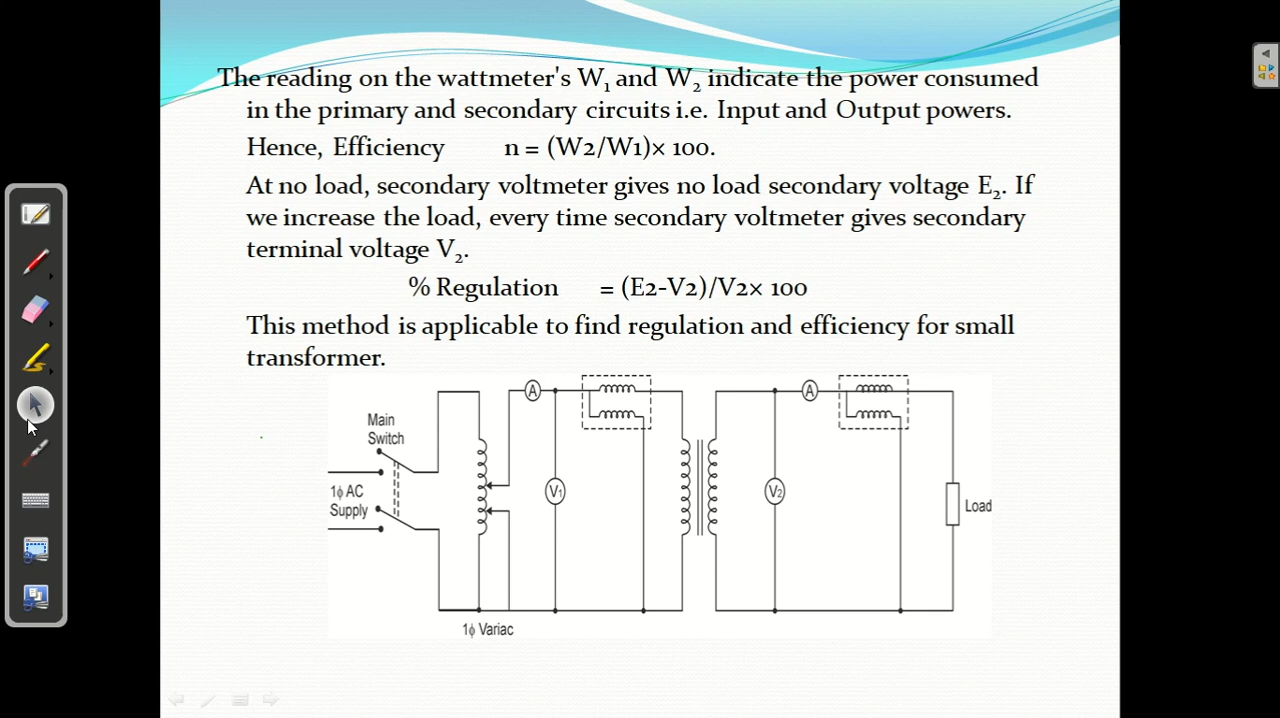 The reading on the wattmeter's W₁ and W₂ indicate the power consumed
in the primary and secondary circuits i.e. Input and Output powers.
Hence, Efficiency n = (W2/W1)× 100.
At no load, secondary voltmeter gives no load secondary voltage E₂. If
we increase the load, every time secondary voltmeter gives secondary
terminal voltage V₂.
% Regulation = (E2-V2)/V2× 100
This method is applicable to find regulation and efficiency for small
transformer.
A
A
Main
Switch
1ϕ AC
Supply
V₁
V₂
Load
1ϕ Variac